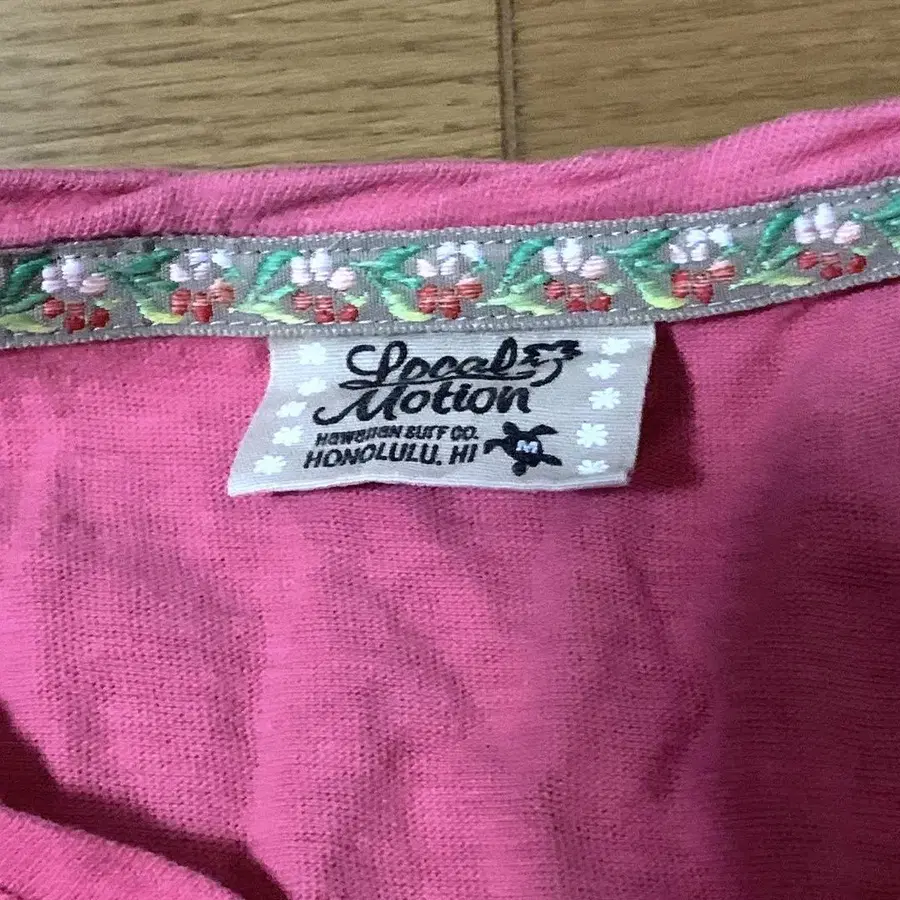 Local
Motion
HAWAIIAN SURF CO.
HONOLULU, HI
M